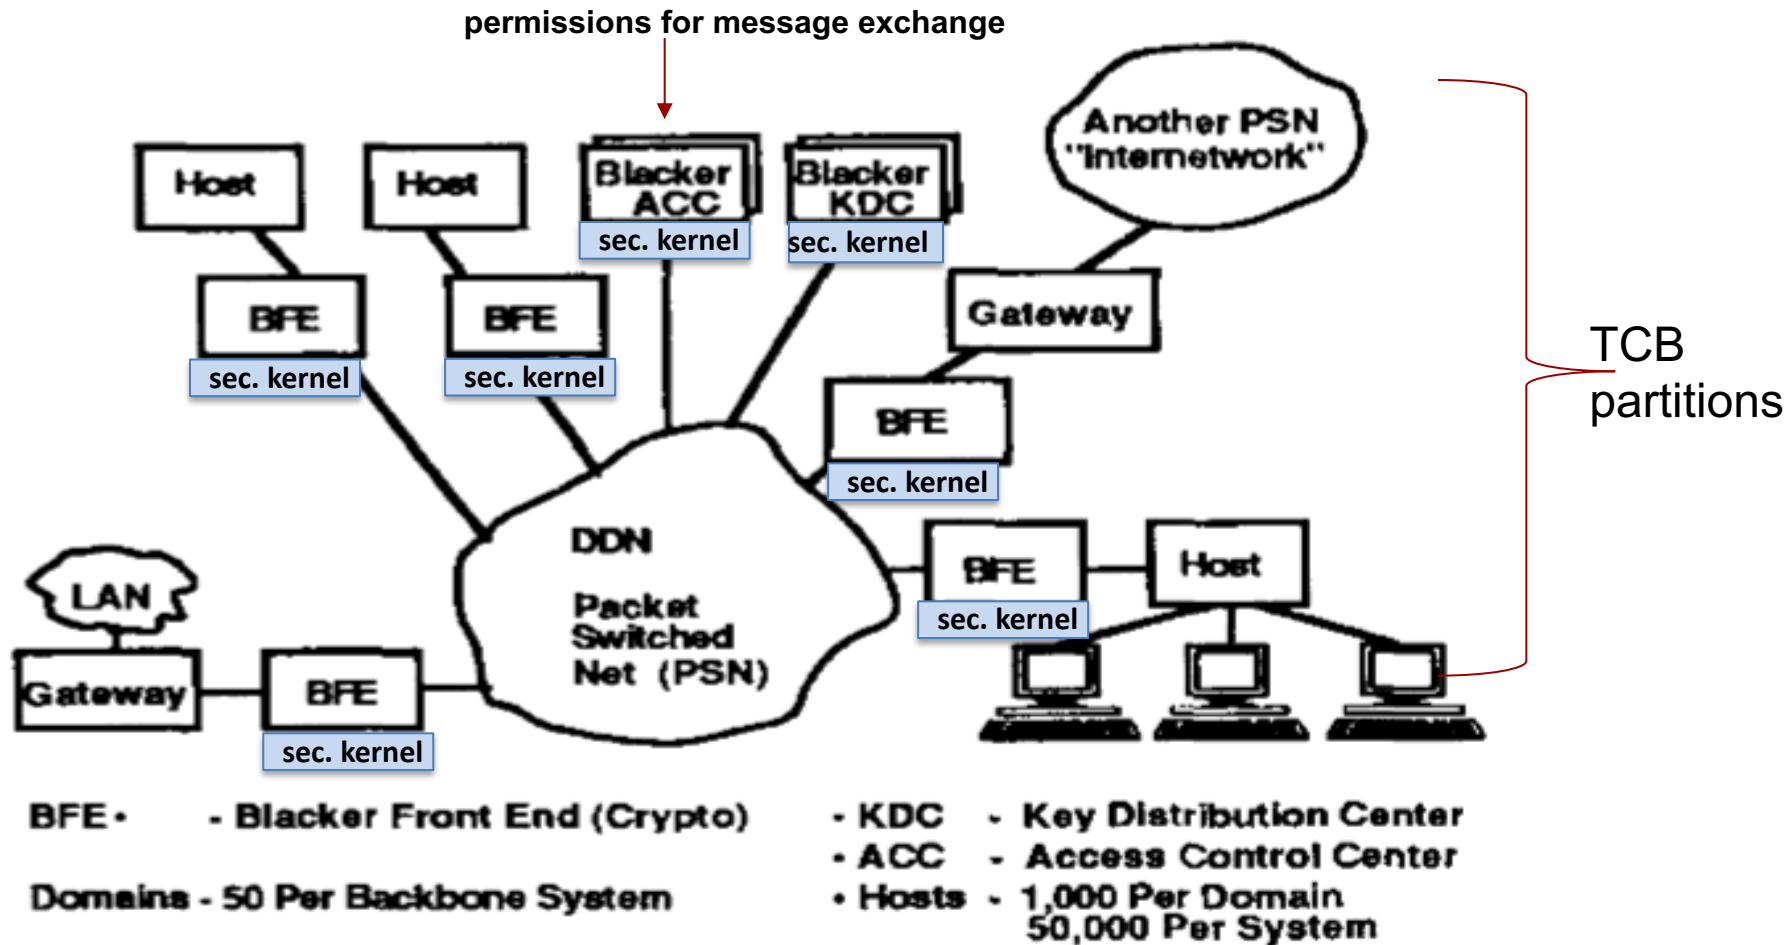 permissions for message exchange
Another PSN
"Internetwork"
Host
Host
Blacker
ACC
Blacker
KDC
sec. kernel
sec. kernel
BFE
BFE
Gateway
sec. kernel
sec. kernel
TCB
partitions
BFE
sec. kernel
DDN
Packet
Switched
Net (PSN)
BFE
Host
sec. kernel
LAN
Gateway
BFE
sec. kernel
BFE • - Blacker Front End (Crypto)
Domains - 50 Per Backbone System
- KDC - Key Distribution Center
• ACC - Access Control Center
• Hosts - 1,000 Per Domain
50,000 Per System